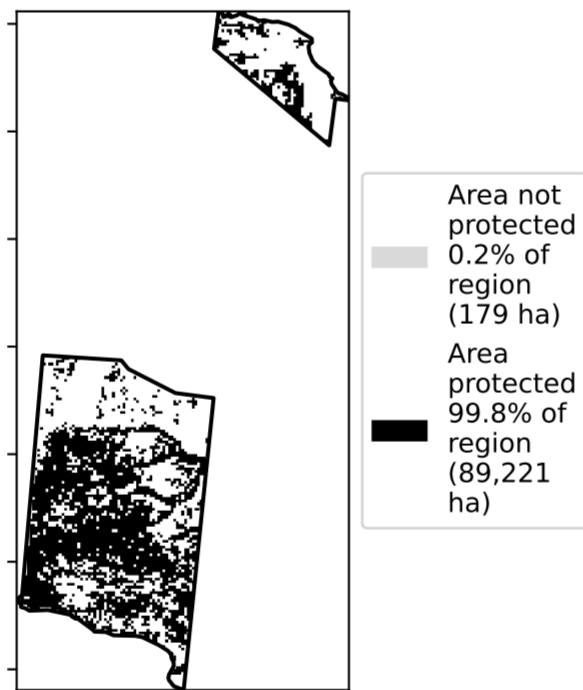 Area not
protected
0.2% of
region
(179 ha)
Area
protected
99.8% of
region
(89,221
ha)